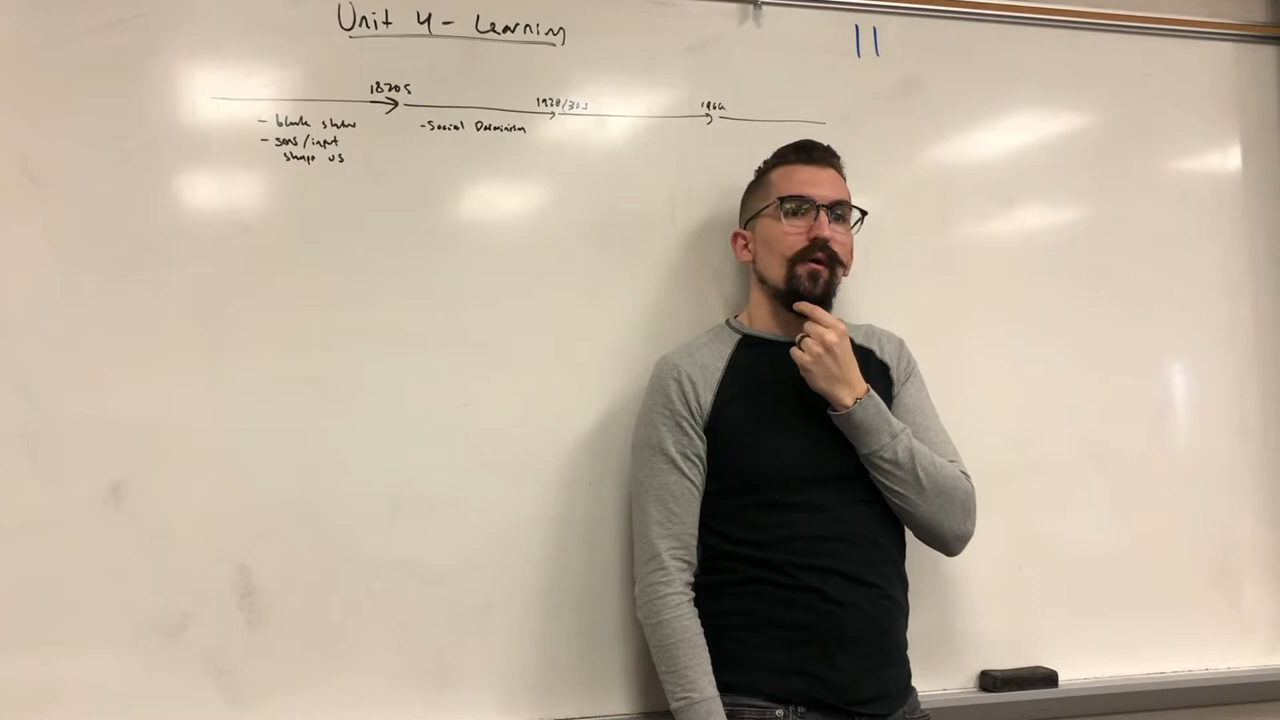 Unit 4 - Learning
11
1870s
1920/30s
1960
- blank slate
- Social Darwinism
- sens/input
shape us